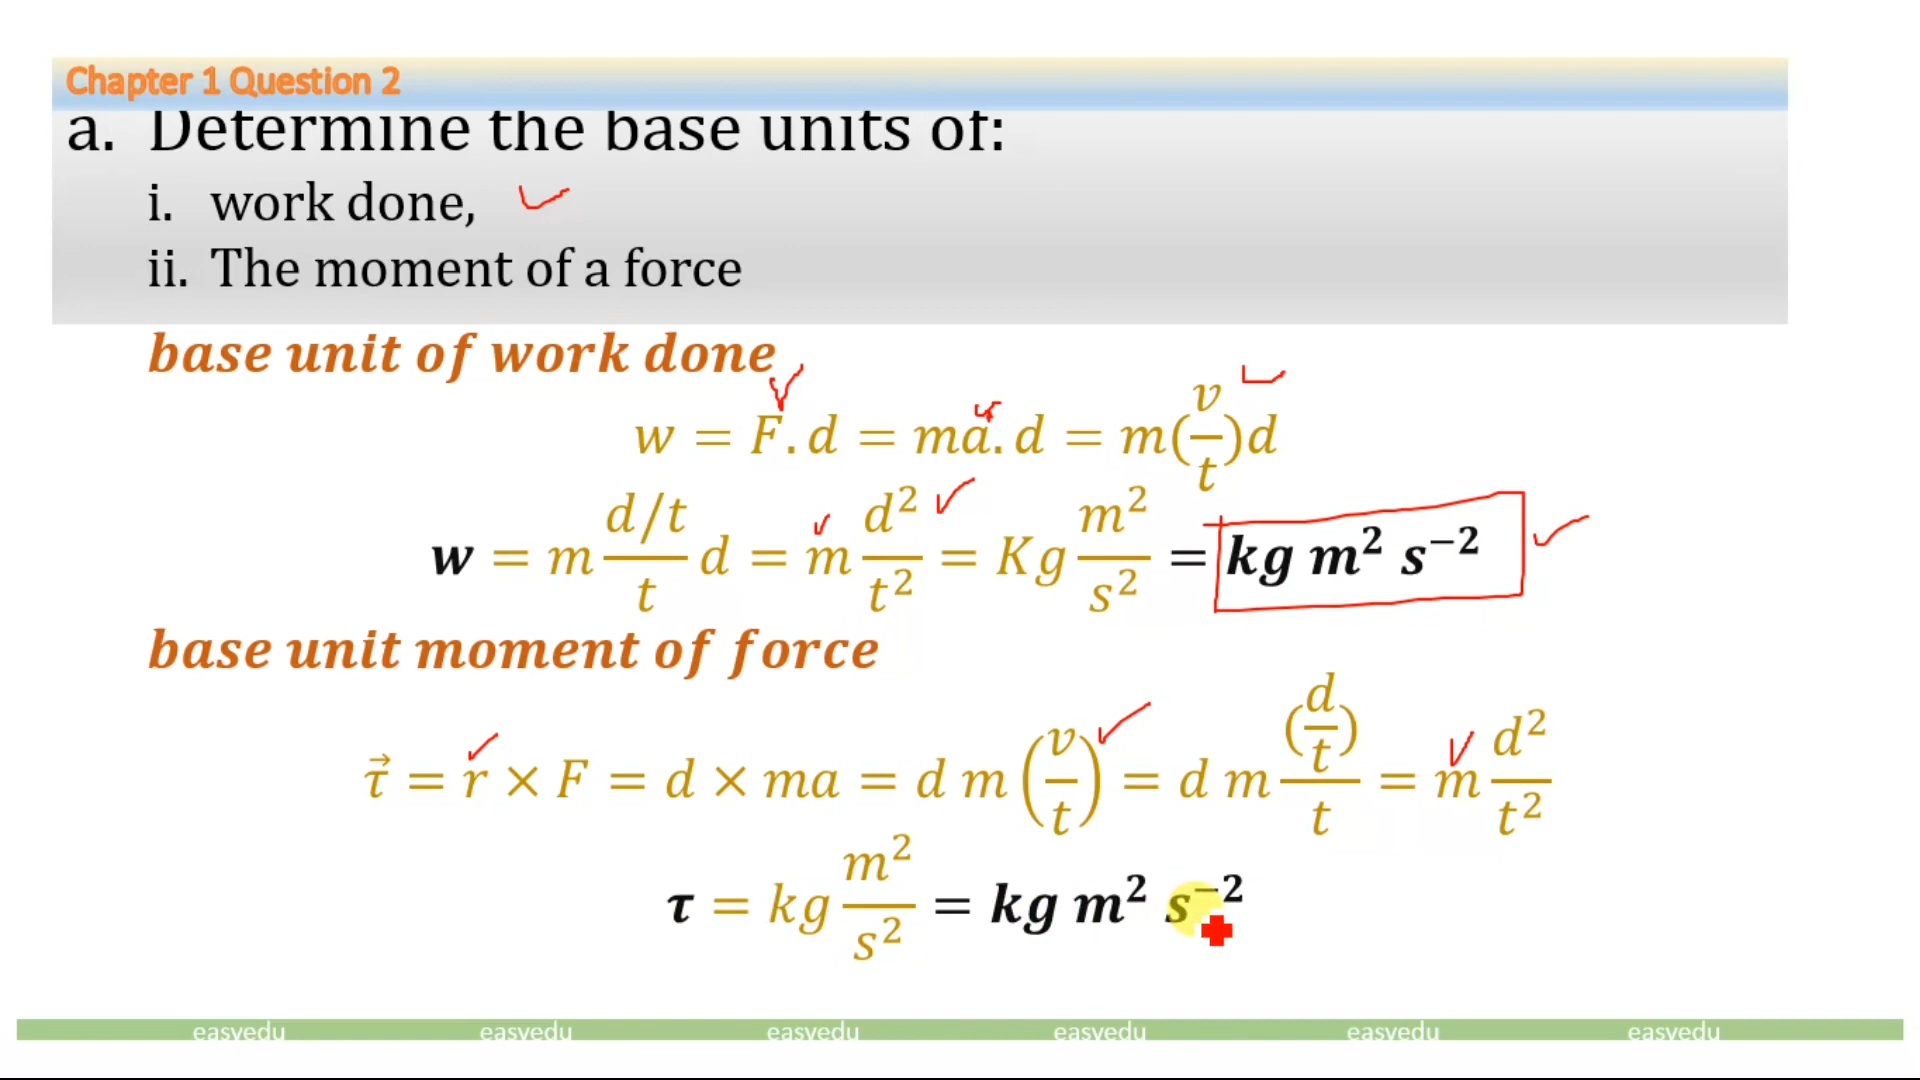 Chapter 1 Question 2
a. Determine the base units of:
i. work done,
ii. The moment of a force
base unit of work done
w = F.d = ma.d = m(v/t)d
w = m (d/t)/t d = m d²/t² = Kg m²/s² = kg m² s⁻²
base unit moment of force
τ⃗ = r × F = d × ma = d m (v/t) = d m (d/t)/t = m d²/t²
τ = kg m²/s² = kg m² s⁻²
easyedu easyedu easyedu easyedu easyedu easyedu